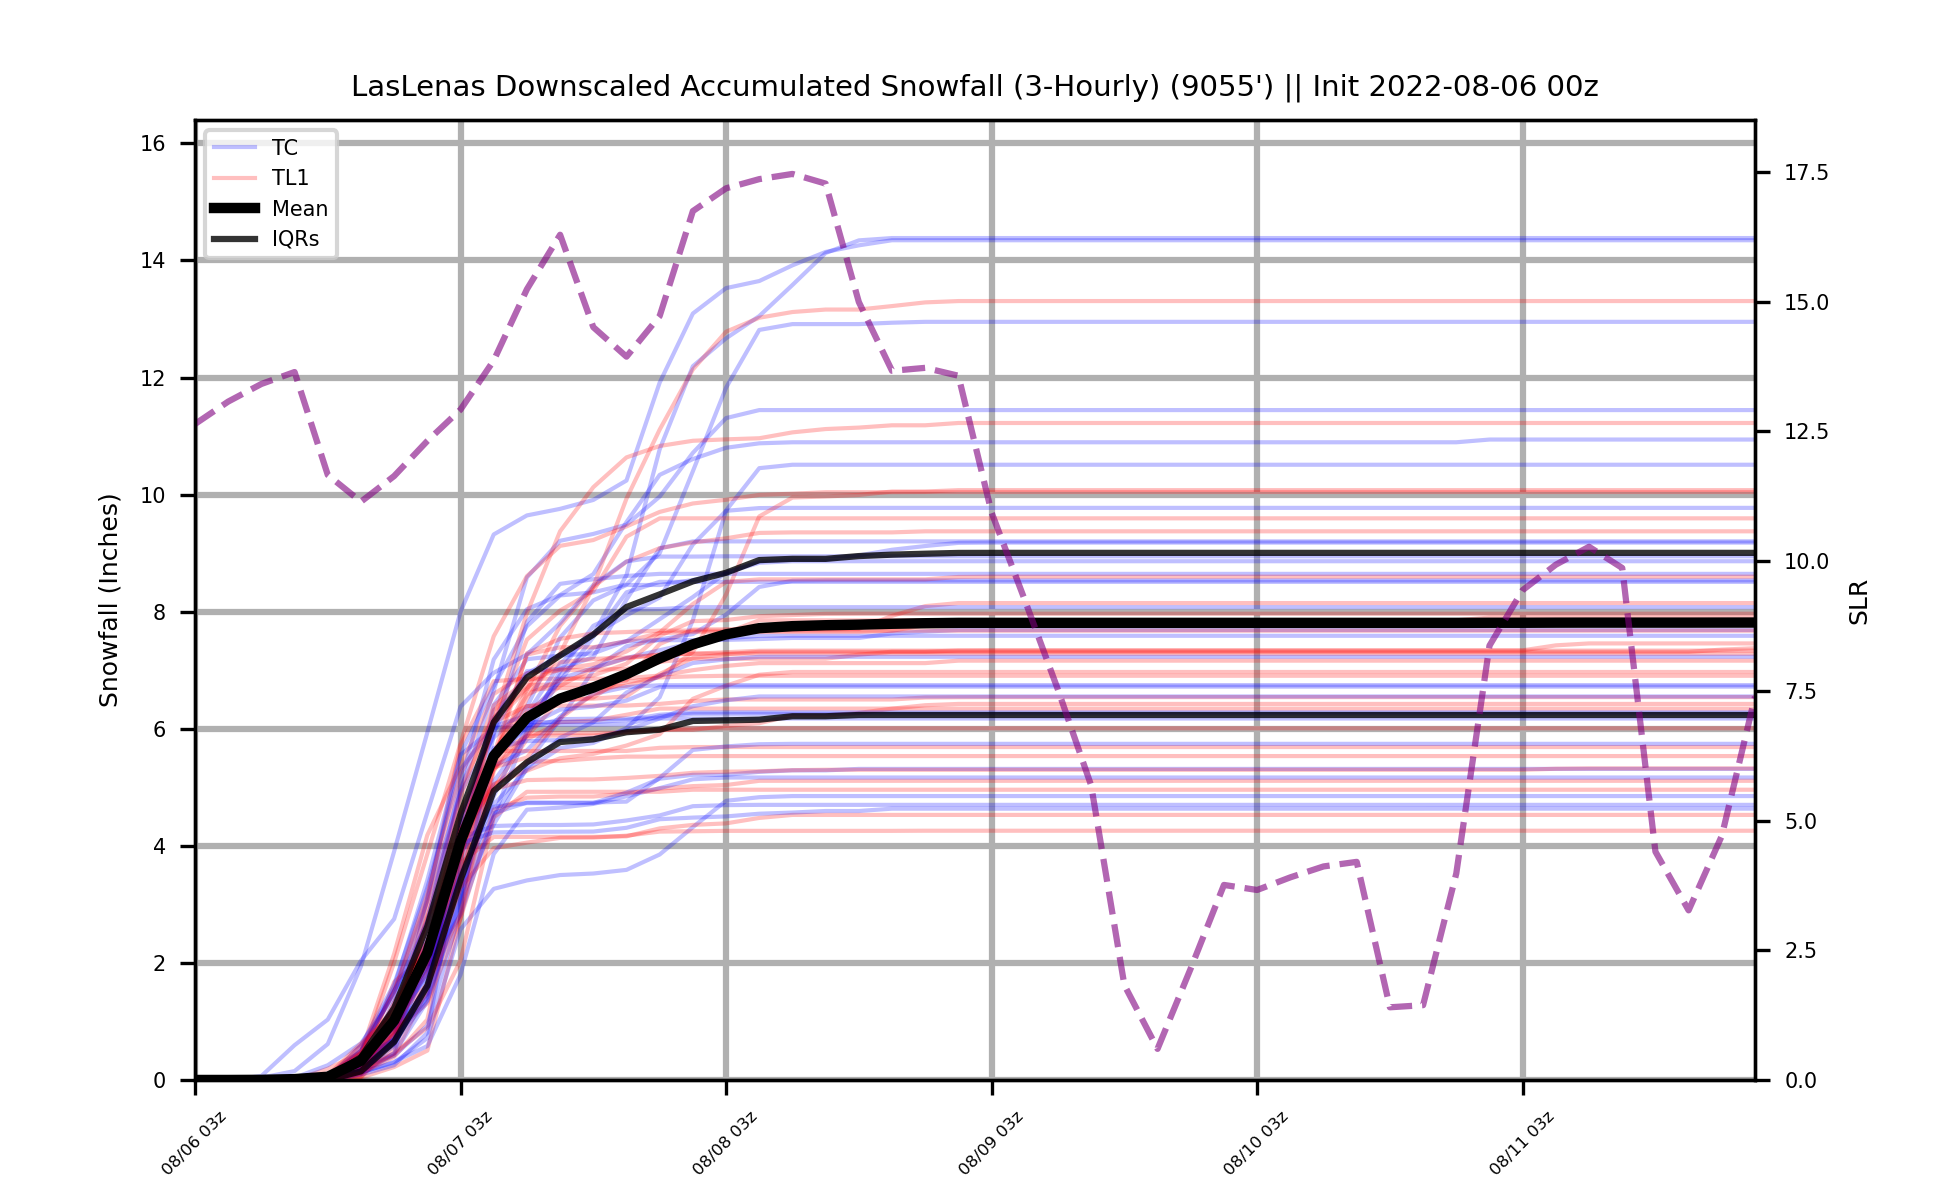 LasLenas Downscaled Accumulated Snowfall (3-Hourly) (9055') || Init 2022-08-06 00z
TC
TL1
Mean
IQRs
Snowfall (Inches)
16
14
12
10
8
6
4
2
0
17.5
15.0
12.5
10.0
7.5
5.0
2.5
0.0
SLR
08/06 03z
08/07 03z
08/08 03z
08/09 03z
08/10 03z
08/11 03z